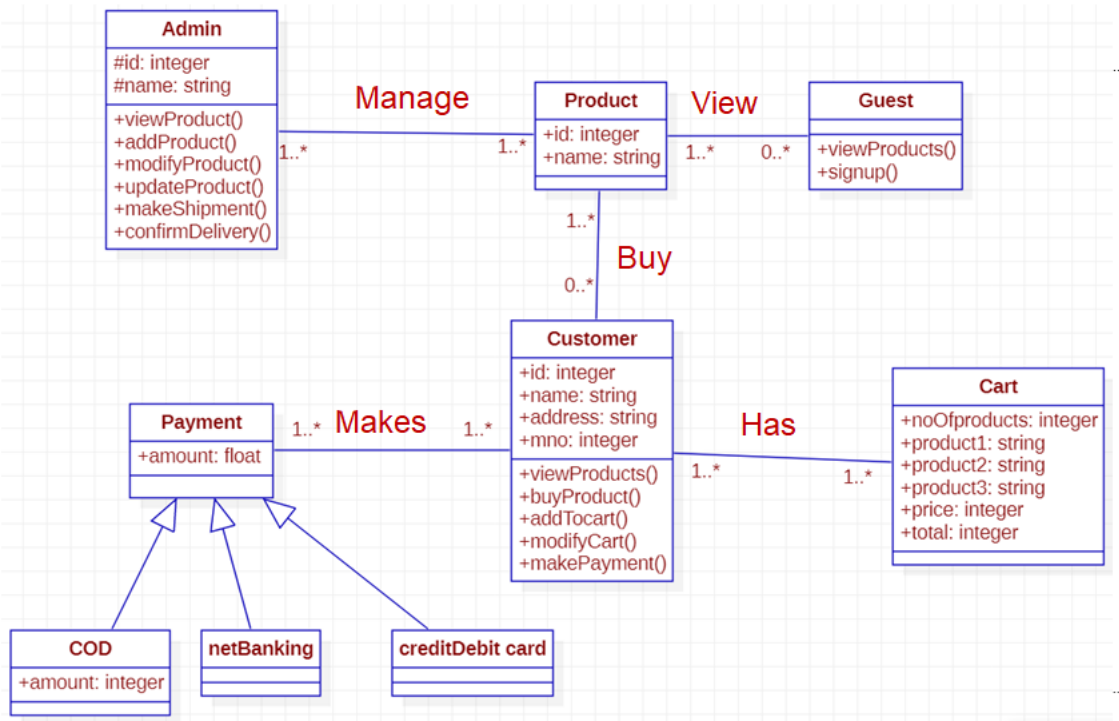 Admin
#id: integer
#name: string
+viewProduct()
+addProduct()
+modifyProduct()
+updateProduct()
+makeShipment()
+confirmDelivery()
Manage
1..*
1..*
Product
+id: integer
+name: string
View
1..*
0..*
Guest
+viewProducts()
+signup()
1..*
Buy
0..*
Customer
+id: integer
+name: string
+address: string
+mno: integer
+viewProducts()
+buyProduct()
+addTocart()
+modifyCart()
+makePayment()
Payment
+amount: float
1..*
Makes
1..*
Has
1..*
1..*
Cart
+noOfproducts: integer
+product1: string
+product2: string
+product3: string
+price: integer
+total: integer
COD
+amount: integer
netBanking
creditDebit card